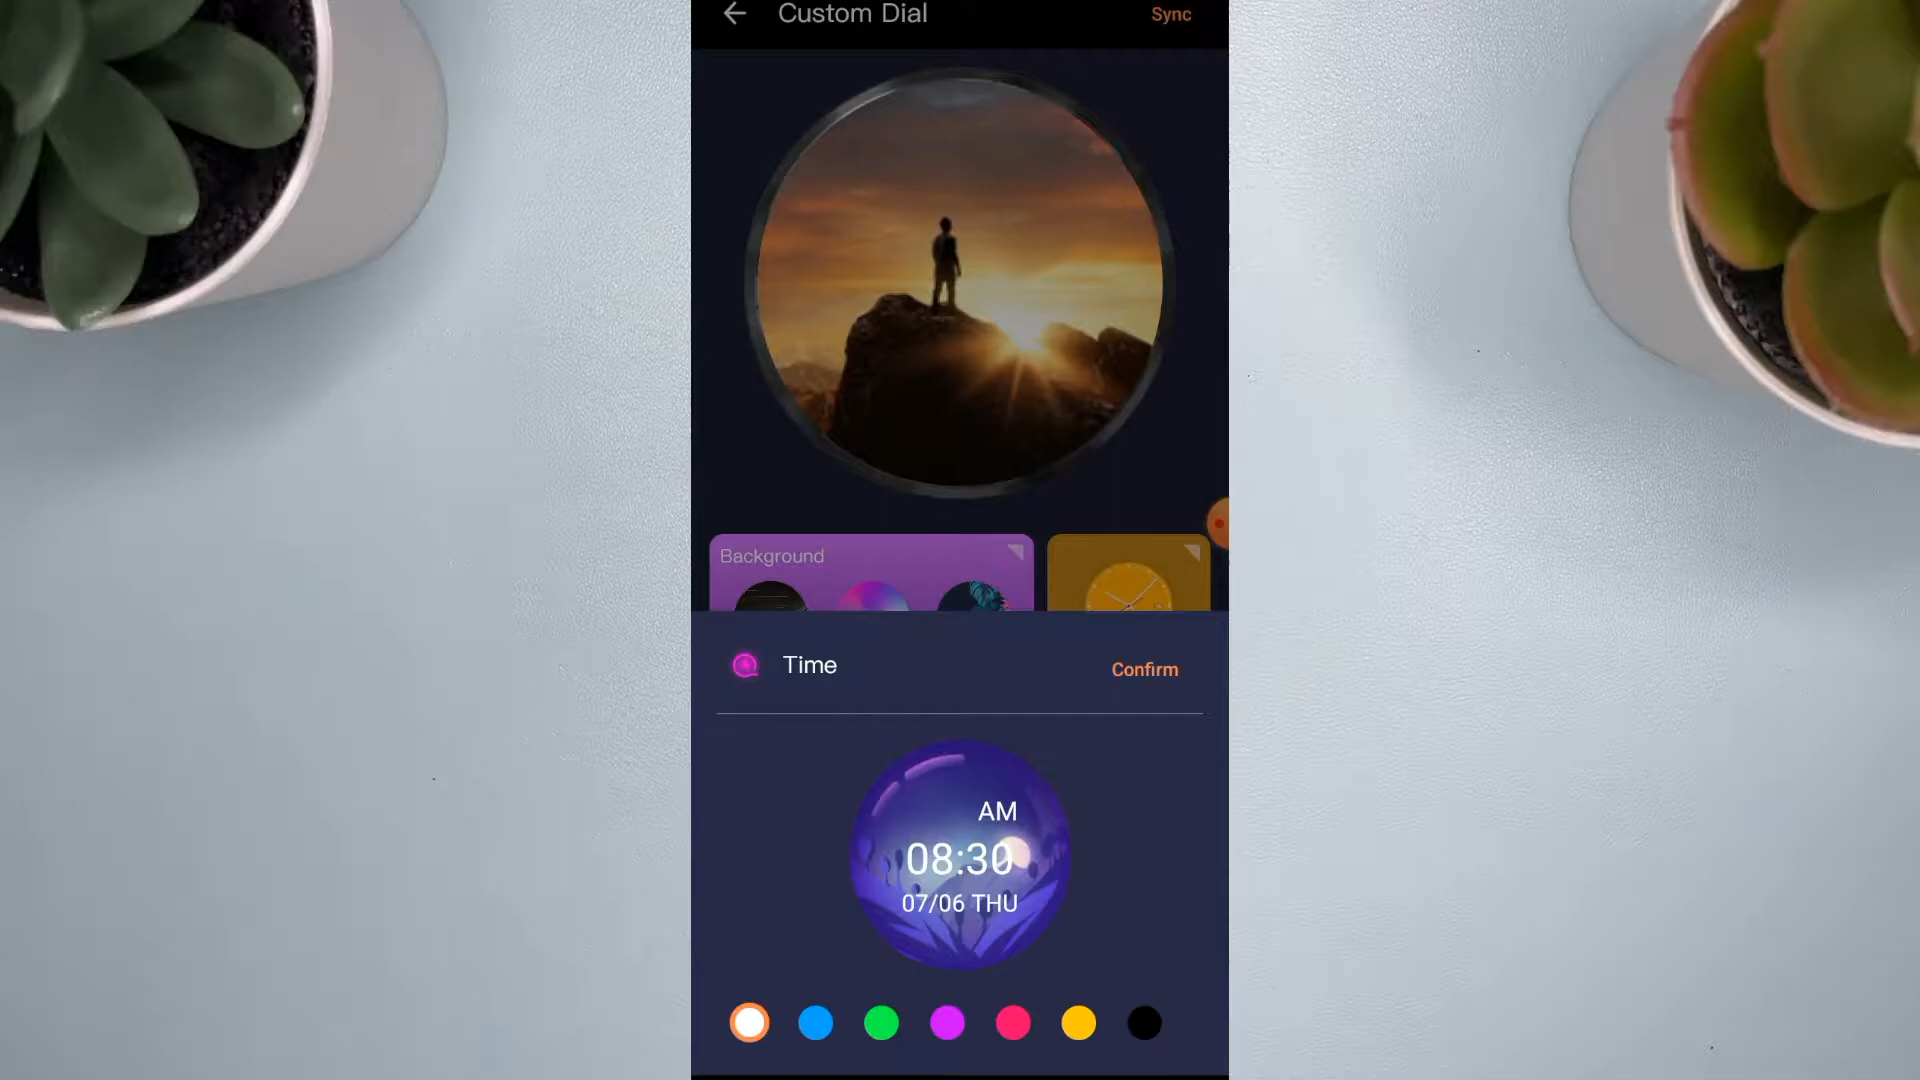 Custom Dial
Sync
Background
Time
Confirm
AM
08:30
07/06 THU